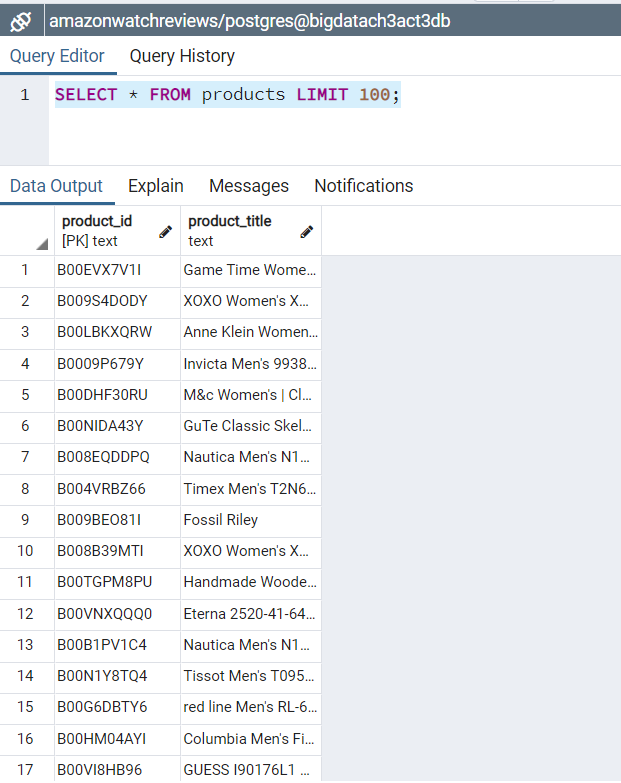 amazonwatchreviews/postgres@bigdatach3act3db
Query Editor Query History
1 SELECT * FROM products LIMIT 100;
Data Output Explain Messages Notifications
product_id product_title
[PK] text text
1 B00EVX7V1I Game Time Wome...
2 B009S4DODY XOXO Women's X...
3 B00LBKXQRW Anne Klein Women...
4 B0009P679Y Invicta Men's 9938...
5 B00DHF30RU M&c Women's | Cl...
6 B00NIDA43Y GuTe Classic Skel...
7 B008EQDDPQ Nautica Men's N1...
8 B004VRBZ66 Timex Men's T2N6...
9 B009BEO81I Fossil Riley
10 B008B39MTI XOXO Women's X...
11 B00TGPM8PU Handmade Woode...
12 B00VNXQQQ0 Eterna 2520-41-64...
13 B00B1PV1C4 Nautica Men's N1...
14 B00N1Y8TQ4 Tissot Men's T095...
15 B00G6DBTY6 red line Men's RL-6...
16 B00HM04AYI Columbia Men's Fi...
17 B00VI8HB96 GUESS I90176L1 ...